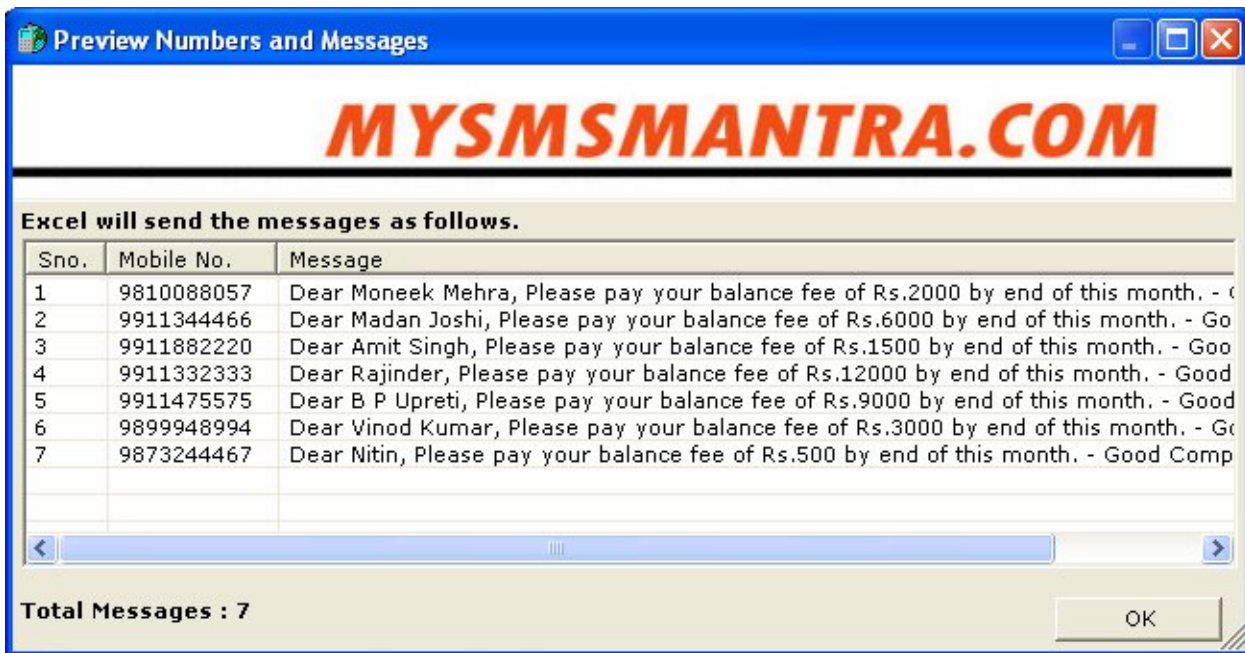 Preview Numbers and Messages
MYSMSMANTRA.COM
Excel will send the messages as follows.
Sno. Mobile No. Message
1 9810088057 Dear Moneek Mehra, Please pay your balance fee of Rs.2000 by end of this month. -
2 9911344466 Dear Madan Joshi, Please pay your balance fee of Rs.6000 by end of this month. - Go
3 9911882220 Dear Amit Singh, Please pay your balance fee of Rs.1500 by end of this month. - Goo
4 9911332333 Dear Rajinder, Please pay your balance fee of Rs.12000 by end of this month. - Good
5 9911475575 Dear B P Upreti, Please pay your balance fee of Rs.9000 by end of this month. - Good
6 9899948994 Dear Vinod Kumar, Please pay your balance fee of Rs.3000 by end of this month. - Go
7 9873244467 Dear Nitin, Please pay your balance fee of Rs.500 by end of this month. - Good Comp
Total Messages : 7
OK